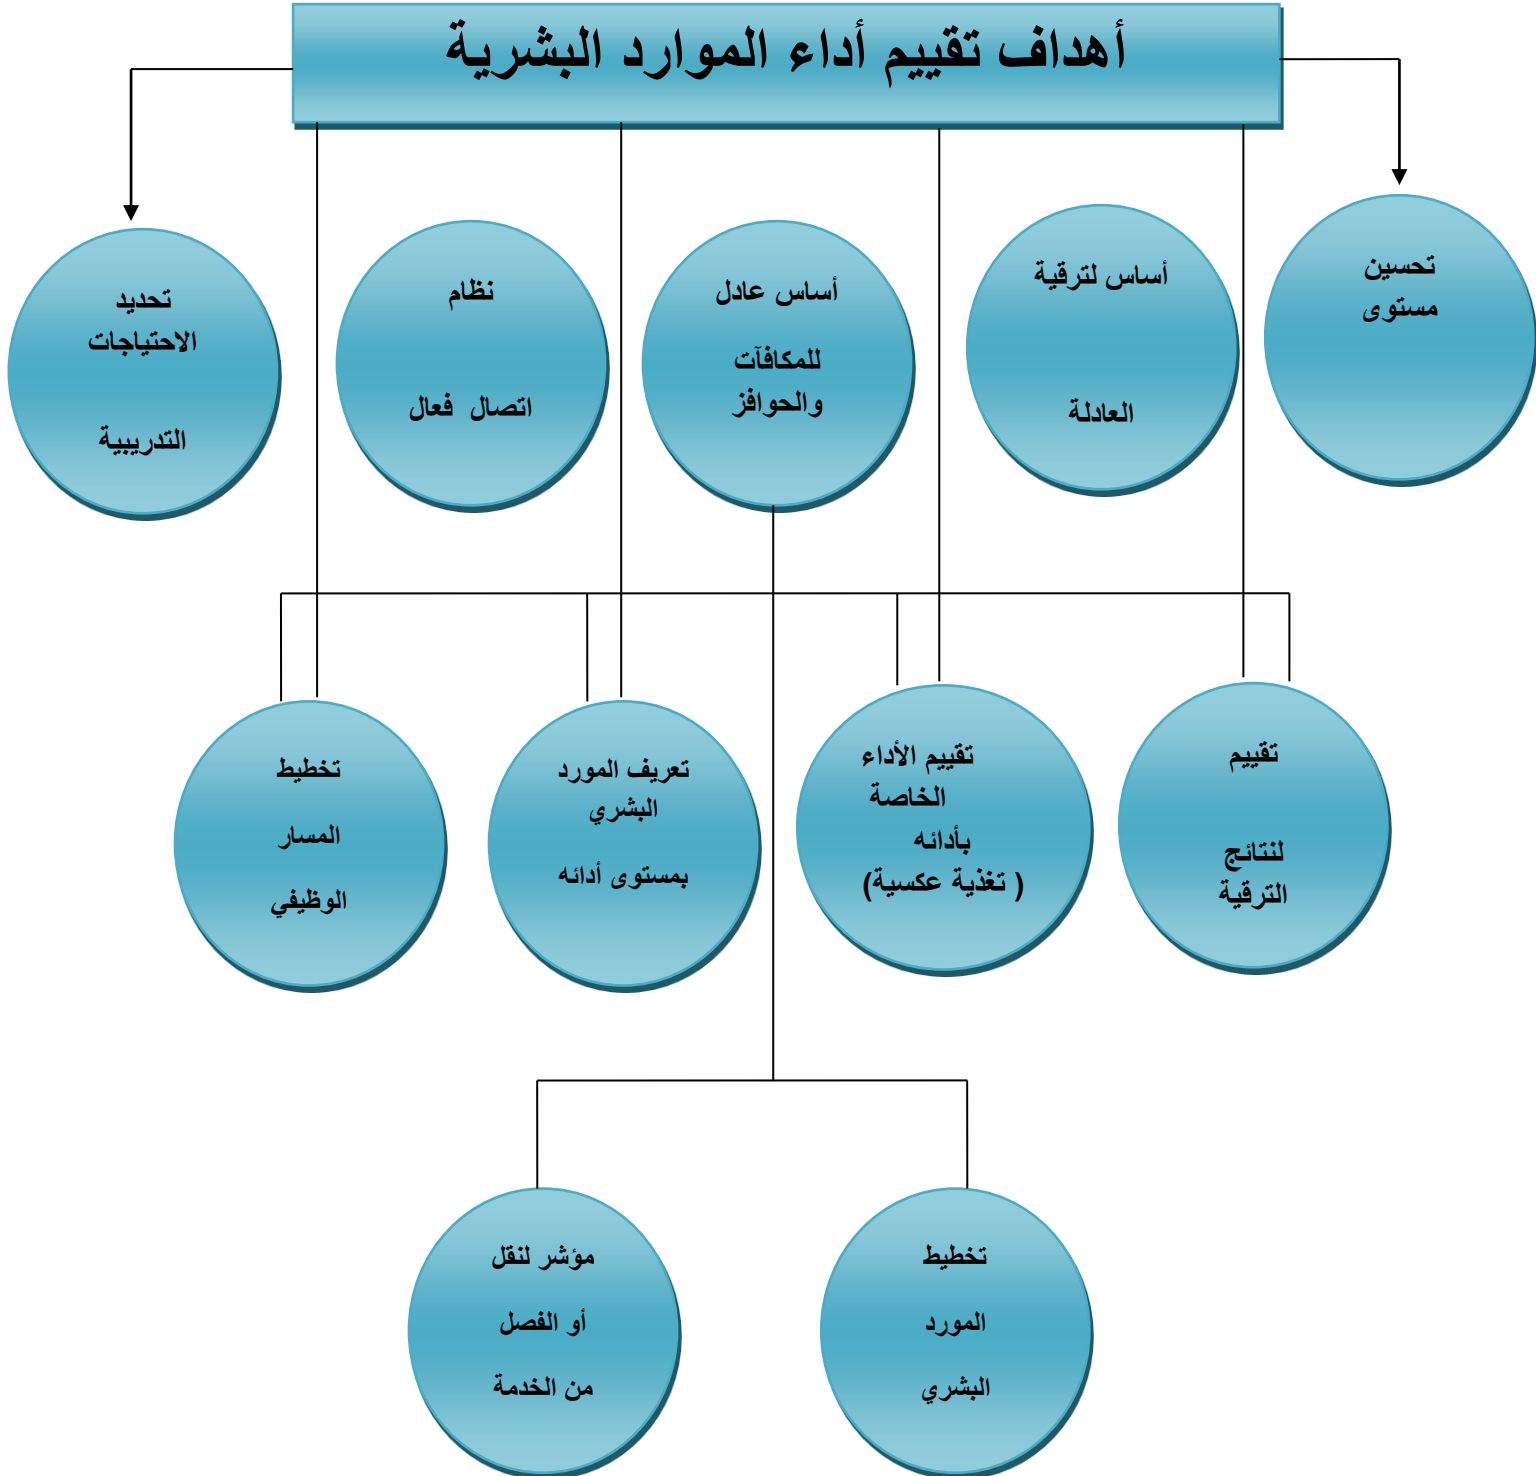 أهداف تقييم أداء الموارد البشرية
تحسين
مستوى
أساس لترقية
العادلة
أساس عادل
للمكافآت
والحوافز
نظام
اتصال فعال
تحديد
الاحتياجات
التدريبية
تقييم
لنتائج
الترقية
تقييم الأداء
الخاصة
بأدائه
( تغذية عكسية)
تعريف المورد
البشري
بمستوى أدائه
تخطيط
المسار
الوظيفي
تخطيط
المورد
البشري
مؤشر لنقل
أو الفصل
من الخدمة